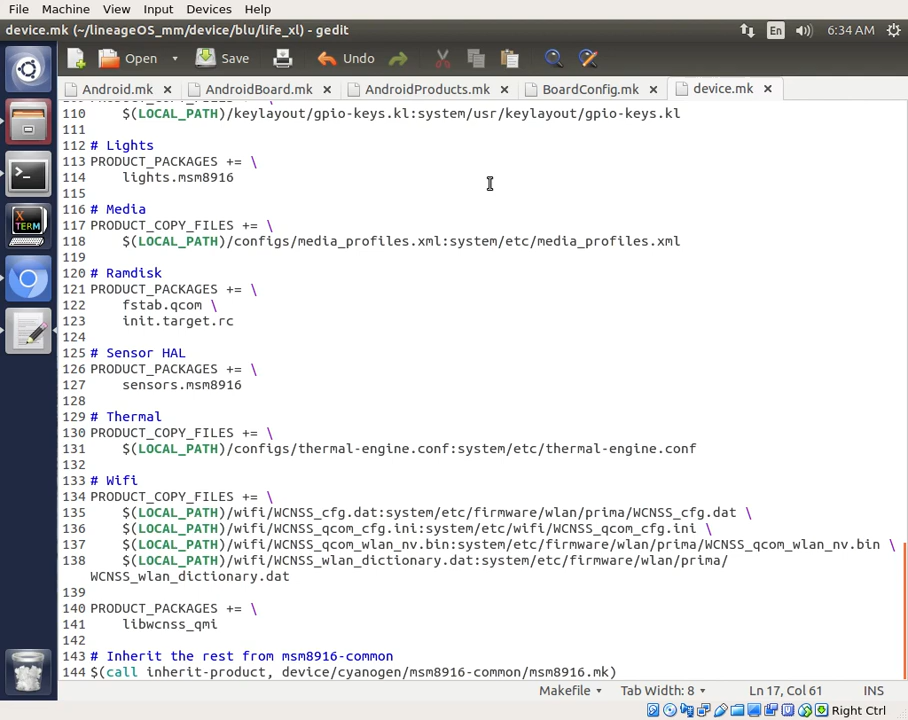 File Machine View Input Devices Help
device.mk (~/lineageOS_mm/device/blu/life_xl) - gedit En 6:34 AM
Open Save Undo
Android.mk × AndroidBoard.mk × AndroidProducts.mk × BoardConfig.mk × device.mk ×
110 $(LOCAL_PATH)/keylayout/gpio-keys.kl:system/usr/keylayout/gpio-keys.kl
111
112 # Lights
113 PRODUCT_PACKAGES += \
114 lights.msm8916
115
116 # Media
117 PRODUCT_COPY_FILES += \
118 $(LOCAL_PATH)/configs/media_profiles.xml:system/etc/media_profiles.xml
119
120 # Ramdisk
121 PRODUCT_PACKAGES += \
122 fstab.qcom \
123 init.target.rc
124
125 # Sensor HAL
126 PRODUCT_PACKAGES += \
127 sensors.msm8916
128
129 # Thermal
130 PRODUCT_COPY_FILES += \
131 $(LOCAL_PATH)/configs/thermal-engine.conf:system/etc/thermal-engine.conf
132
133 # Wifi
134 PRODUCT_COPY_FILES += \
135 $(LOCAL_PATH)/wifi/WCNSS_cfg.dat:system/etc/firmware/wlan/prima/WCNSS_cfg.dat \
136 $(LOCAL_PATH)/wifi/WCNSS_qcom_cfg.ini:system/etc/wifi/WCNSS_qcom_cfg.ini \
137 $(LOCAL_PATH)/wifi/WCNSS_qcom_wlan_nv.bin:system/etc/firmware/wlan/prima/WCNSS_qcom_wlan_nv.bin \
138 $(LOCAL_PATH)/wifi/WCNSS_wlan_dictionary.dat:system/etc/firmware/wlan/prima/
WCNSS_wlan_dictionary.dat
139
140 PRODUCT_PACKAGES += \
141 libwcnss_qmi
142
143 # Inherit the rest from msm8916-common
144 $(call inherit-product, device/cyanogen/msm8916-common/msm8916.mk)
X TERM
Makefile Tab Width: 8 Ln 17, Col 61 INS
Right Ctrl